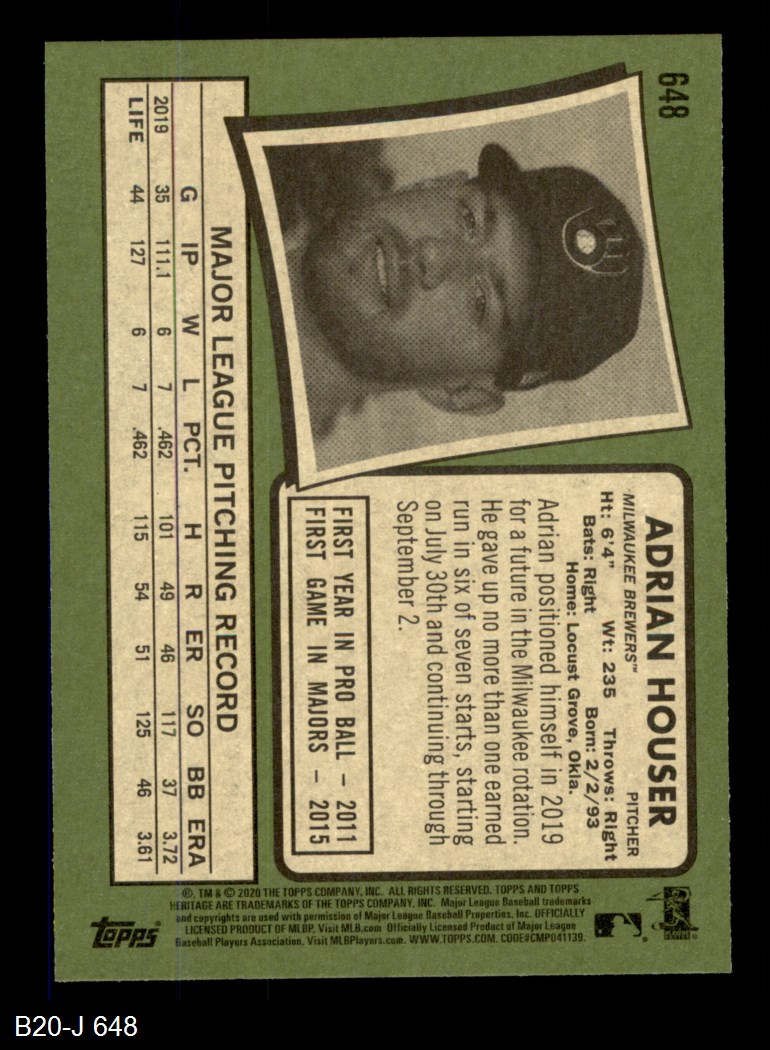 648
ADRIAN HOUSER
MILWAUKEE BREWERS™ PITCHER
Ht: 6'4" Wt: 235 Throws: Right
Bats: Right Born: 2/2/93
Home: Locust Grove, Okla.
Adrian positioned himself in 2019
for a future in the Milwaukee rotation.
He gave up no more than one earned
run in six of seven starts, starting
on July 30th and continuing through
September 2.
FIRST YEAR IN PRO BALL – 2011
FIRST GAME IN MAJORS – 2015
MAJOR LEAGUE PITCHING RECORD
G IP W L PCT. H R ER SO BB ERA
2019 35 111.1 6 7 .462 101 49 46 117 37 3.72
LIFE 44 127 6 7 .462 115 54 51 125 46 3.61
®, TM & © 2020 THE TOPPS COMPANY, INC. ALL RIGHTS RESERVED. TOPPS AND TOPPS
HERITAGE ARE TRADEMARKS OF THE TOPPS COMPANY, INC. Major League Baseball trademarks
and copyrights are used with permission of Major League Baseball Properties, Inc. OFFICIALLY
LICENSED PRODUCT OF MLBP. Visit MLB.com Officially Licensed Product of Major League
Baseball Players Association. Visit MLBPlayers.com. WWW.TOPPS.COM. CODE#CMP041139.
topps®
B20-J 648